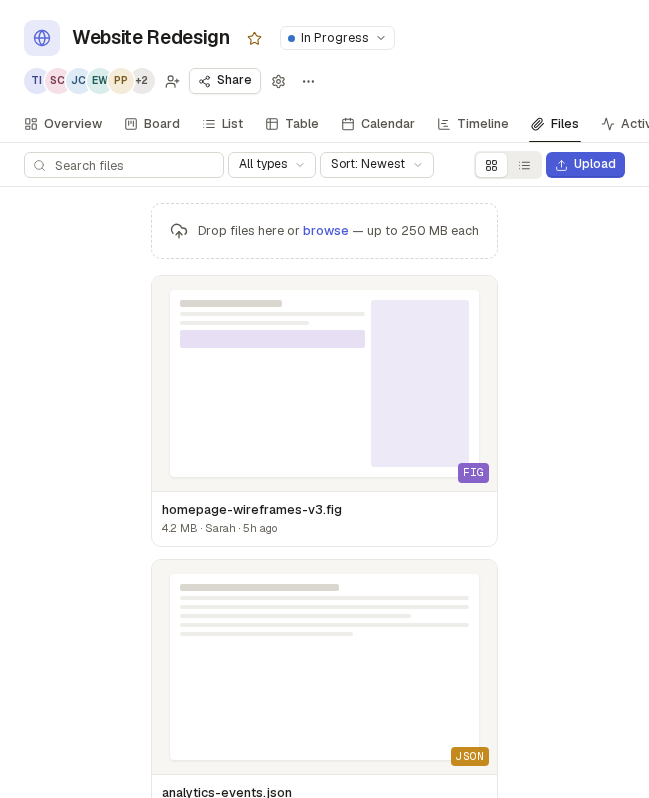 Website Redesign In Progress
TI SC JC EW PP +2 Share
Overview Board List Table Calendar Timeline Files Activ
Search files All types Sort: Newest Upload
Drop files here or browse — up to 250 MB each
FIG
homepage-wireframes-v3.fig
4.2 MB · Sarah · 5h ago
JSON
analytics-events.json